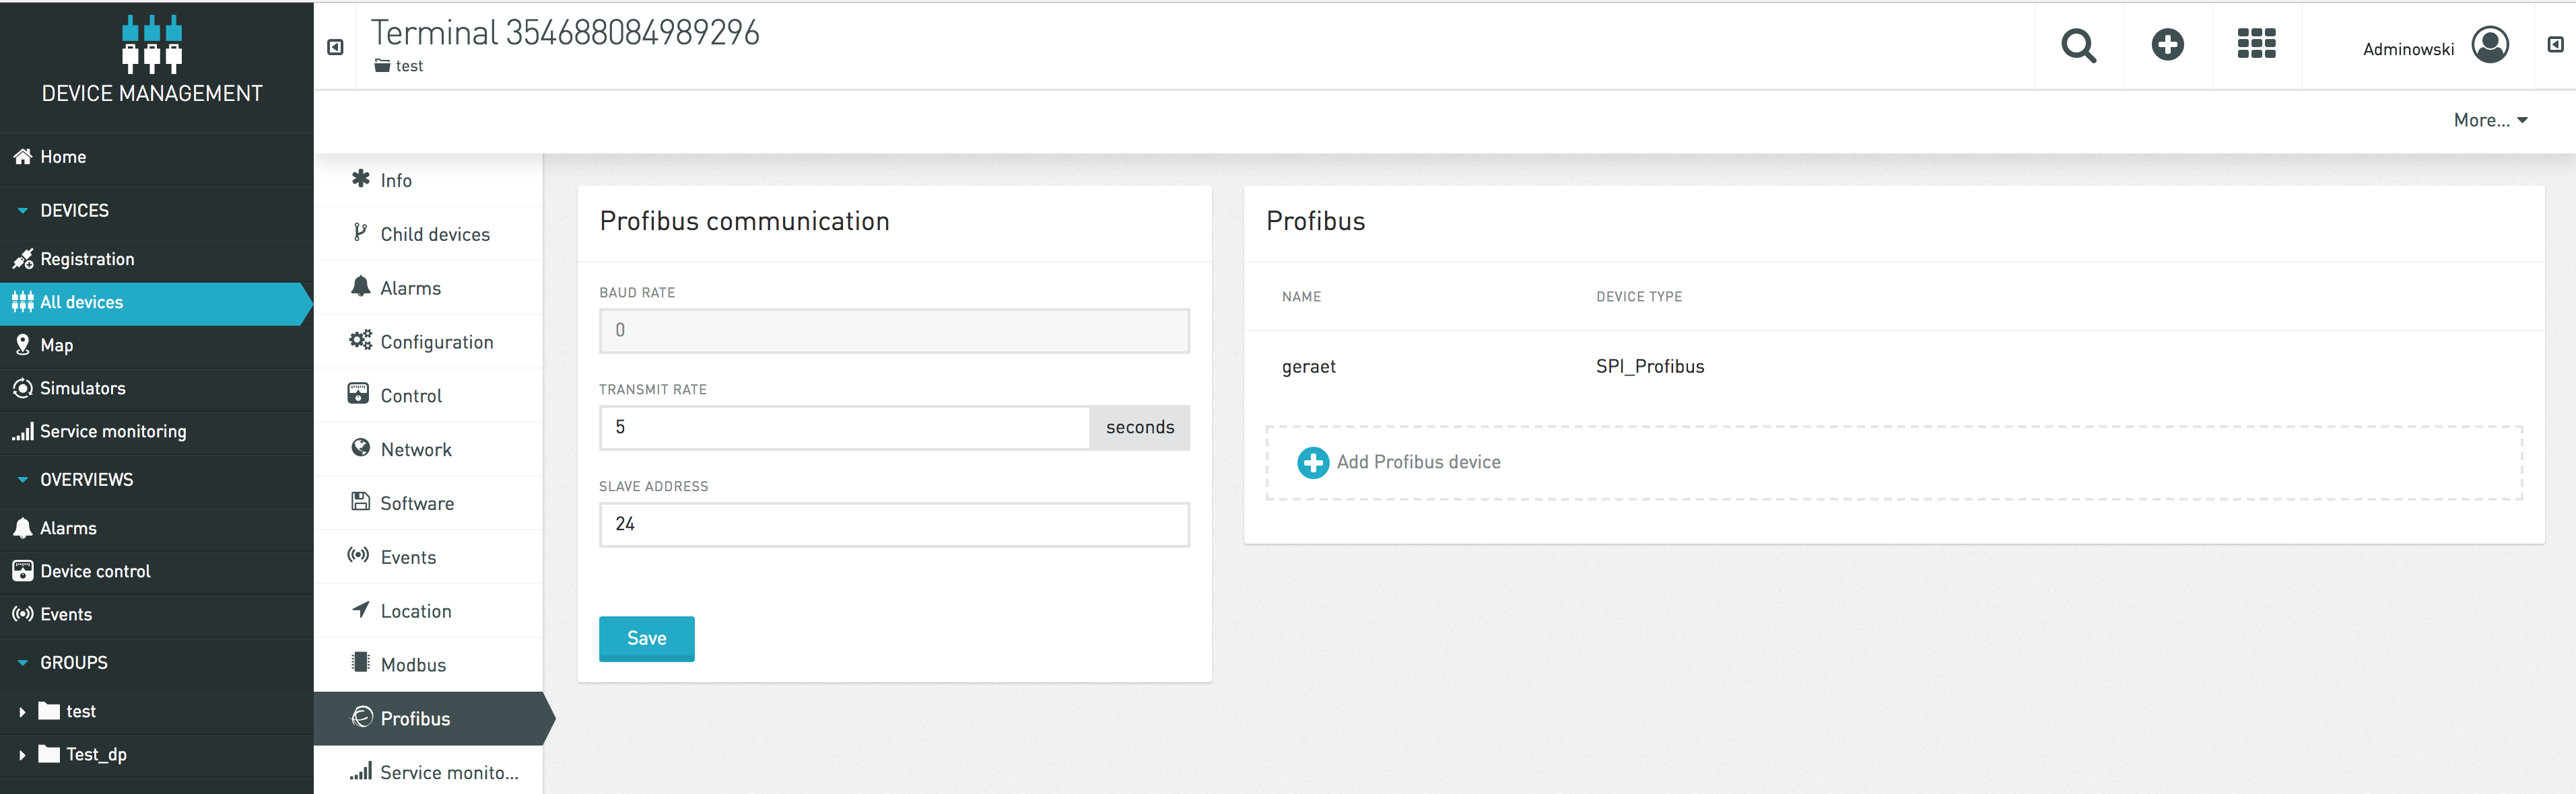 DEVICE MANAGEMENT
Home
DEVICES
Registration
All devices
Map
Simulators
Service monitoring
OVERVIEWS
Alarms
Device control
Events
GROUPS
test
Test_dp
Terminal 354688084989296
test
Adminowski
More...
Info
Child devices
Alarms
Configuration
Control
Network
Software
Events
Location
Modbus
Profibus
Service monito...
Profibus communication
BAUD RATE
0
TRANSMIT RATE
5 seconds
SLAVE ADDRESS
24
Save
Profibus
NAME DEVICE TYPE
geraet SPI_Profibus
Add Profibus device